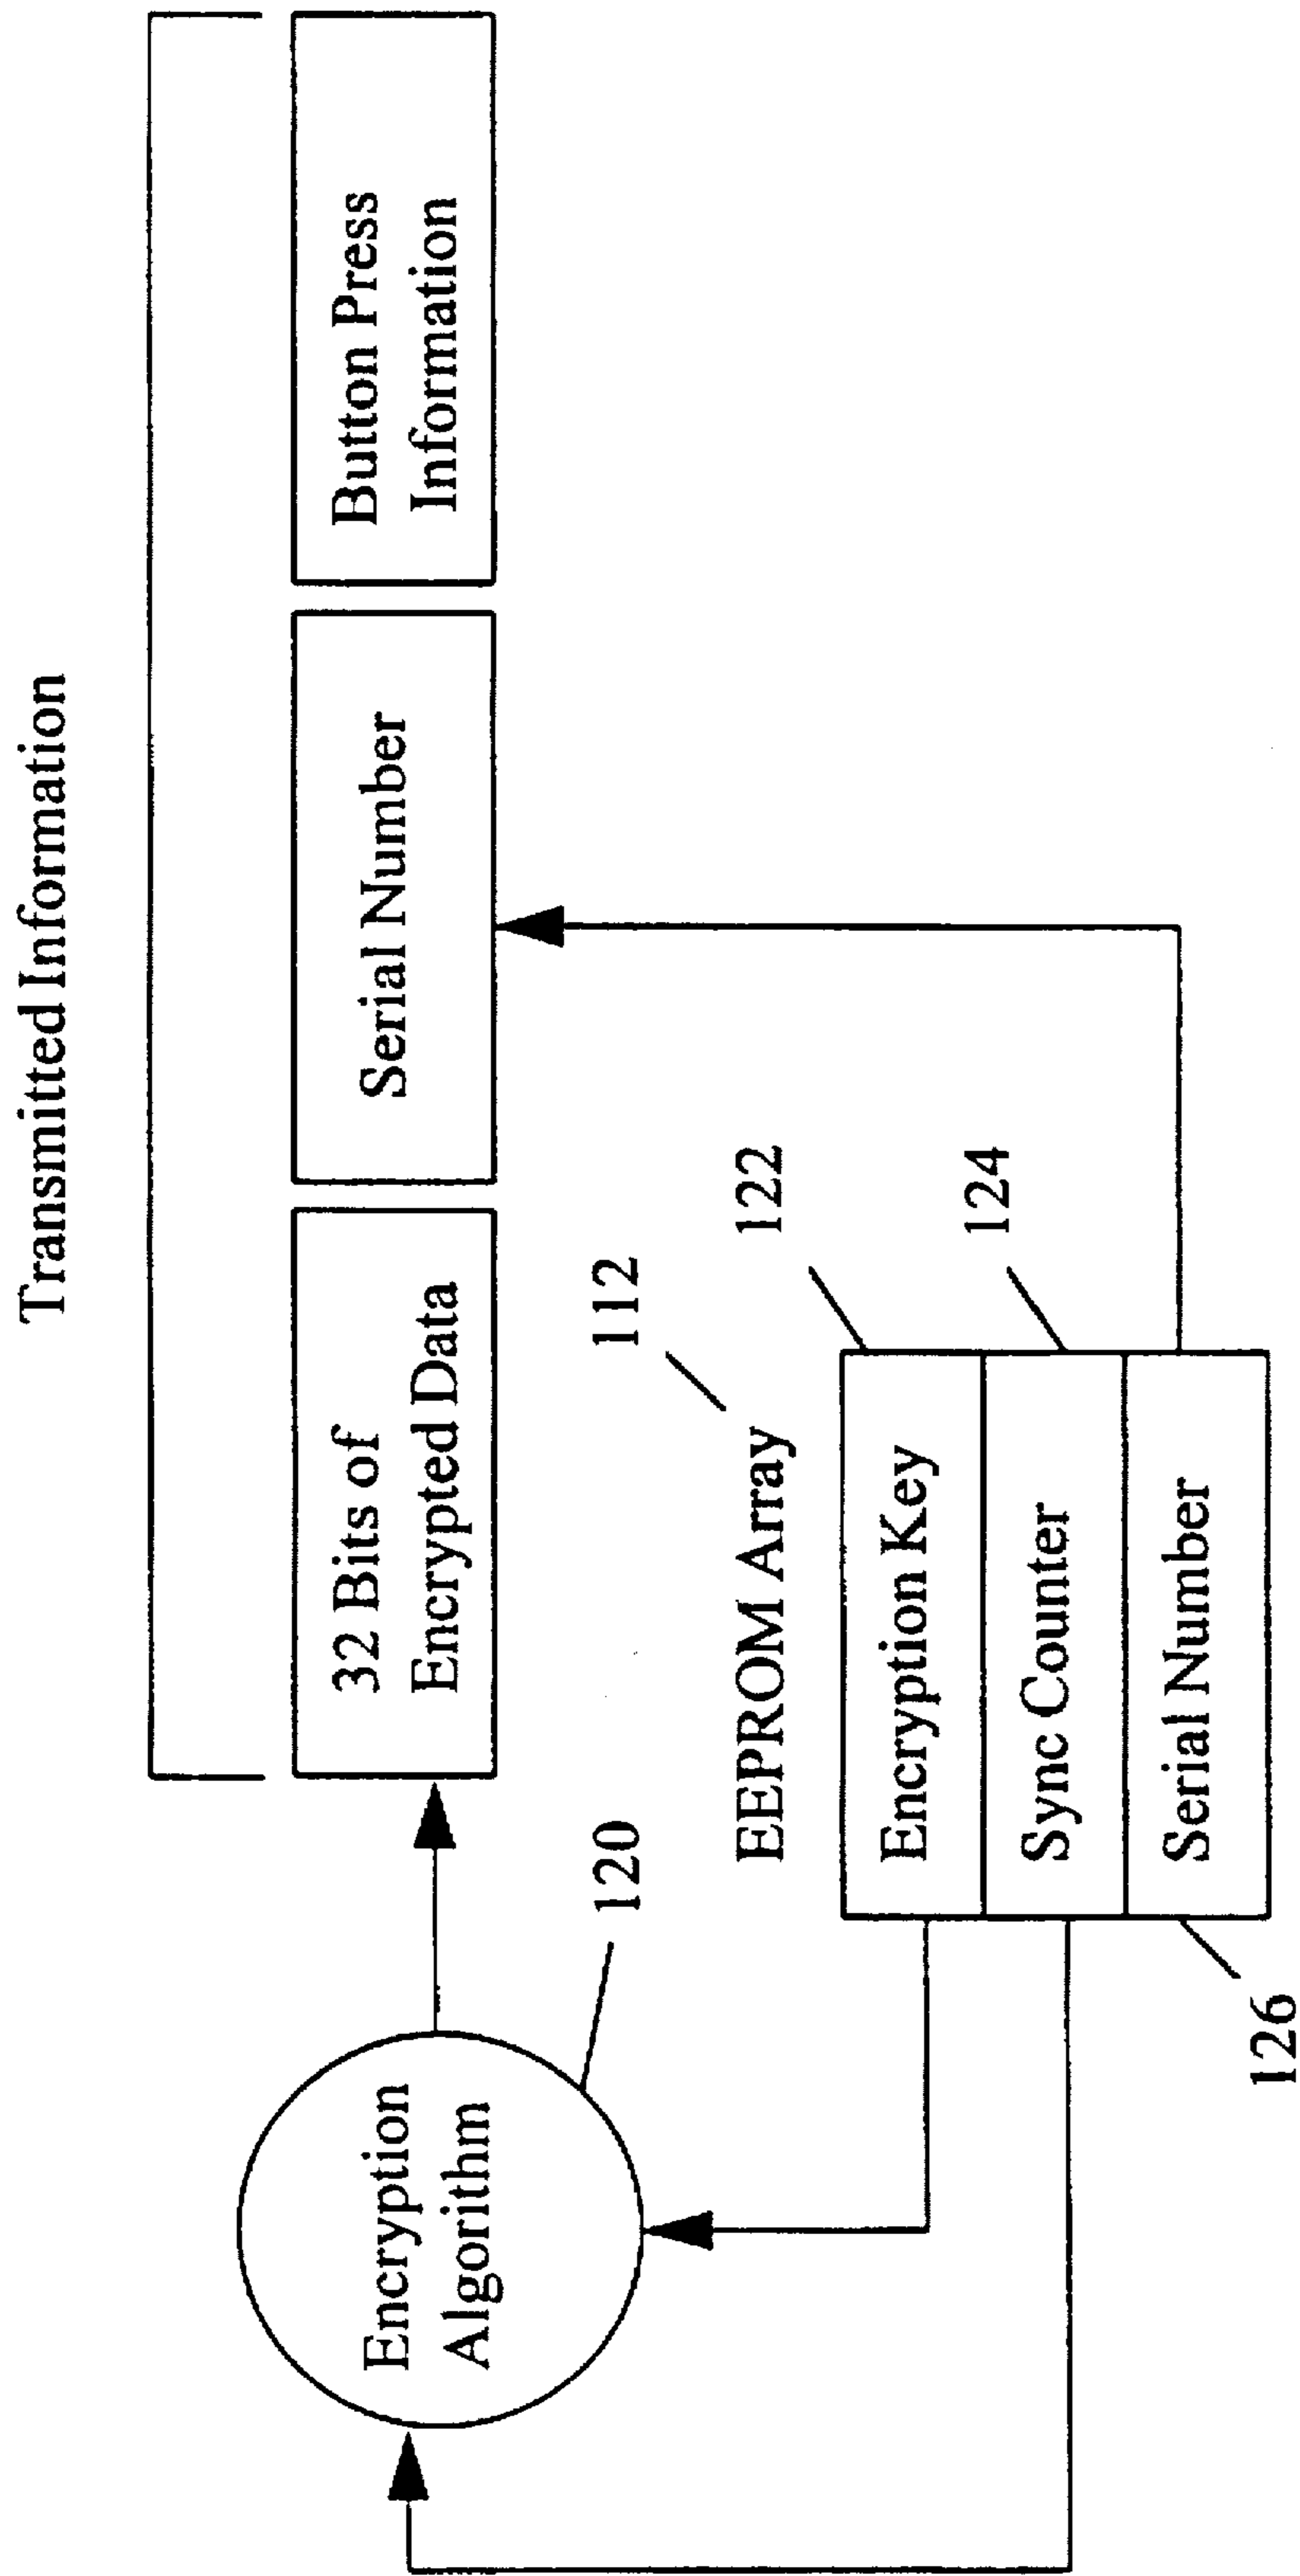 Transmitted Information
32 Bits of
Encrypted Data
Serial Number
Button Press
Information
Encryption
Algorithm
120
EEPROM Array
112
Encryption Key
122
Sync Counter
124
Serial Number
126